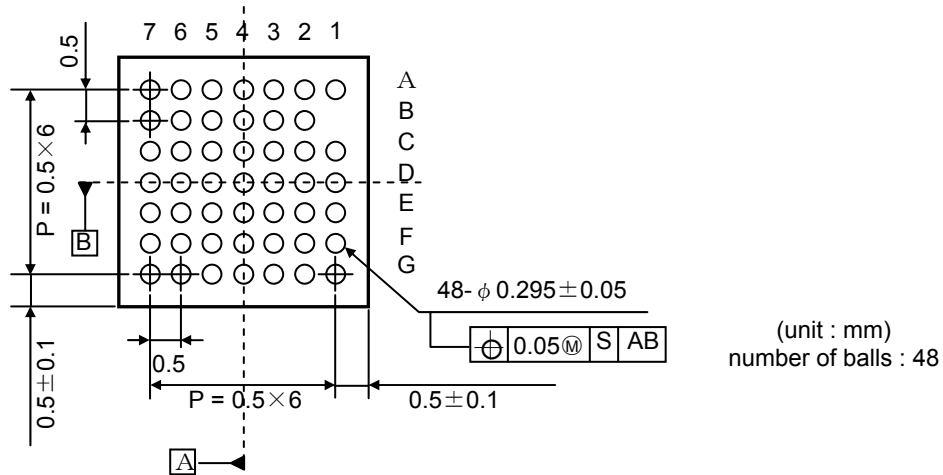 7 6 5 4 3 2 1
0.5
A
B
C
D
E
F
G
P = 0.5×6
B
48- ϕ 0.295±0.05
0.05Ⓜ S AB
(unit : mm)
number of balls : 48
0.5±0.1
0.5
P = 0.5×6
0.5±0.1
A